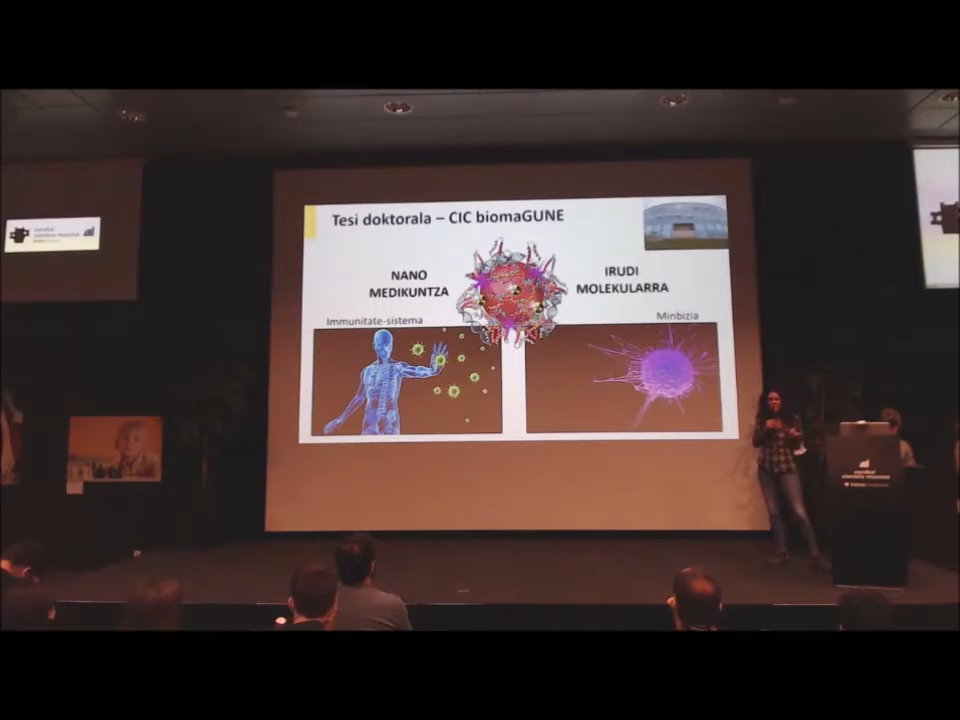 Tesi doktorala – CIC biomaGUNE
NANO
MEDIKUNTZA
IRUDI
MOLEKULARRA
Immunitate-sistema
Minbizia